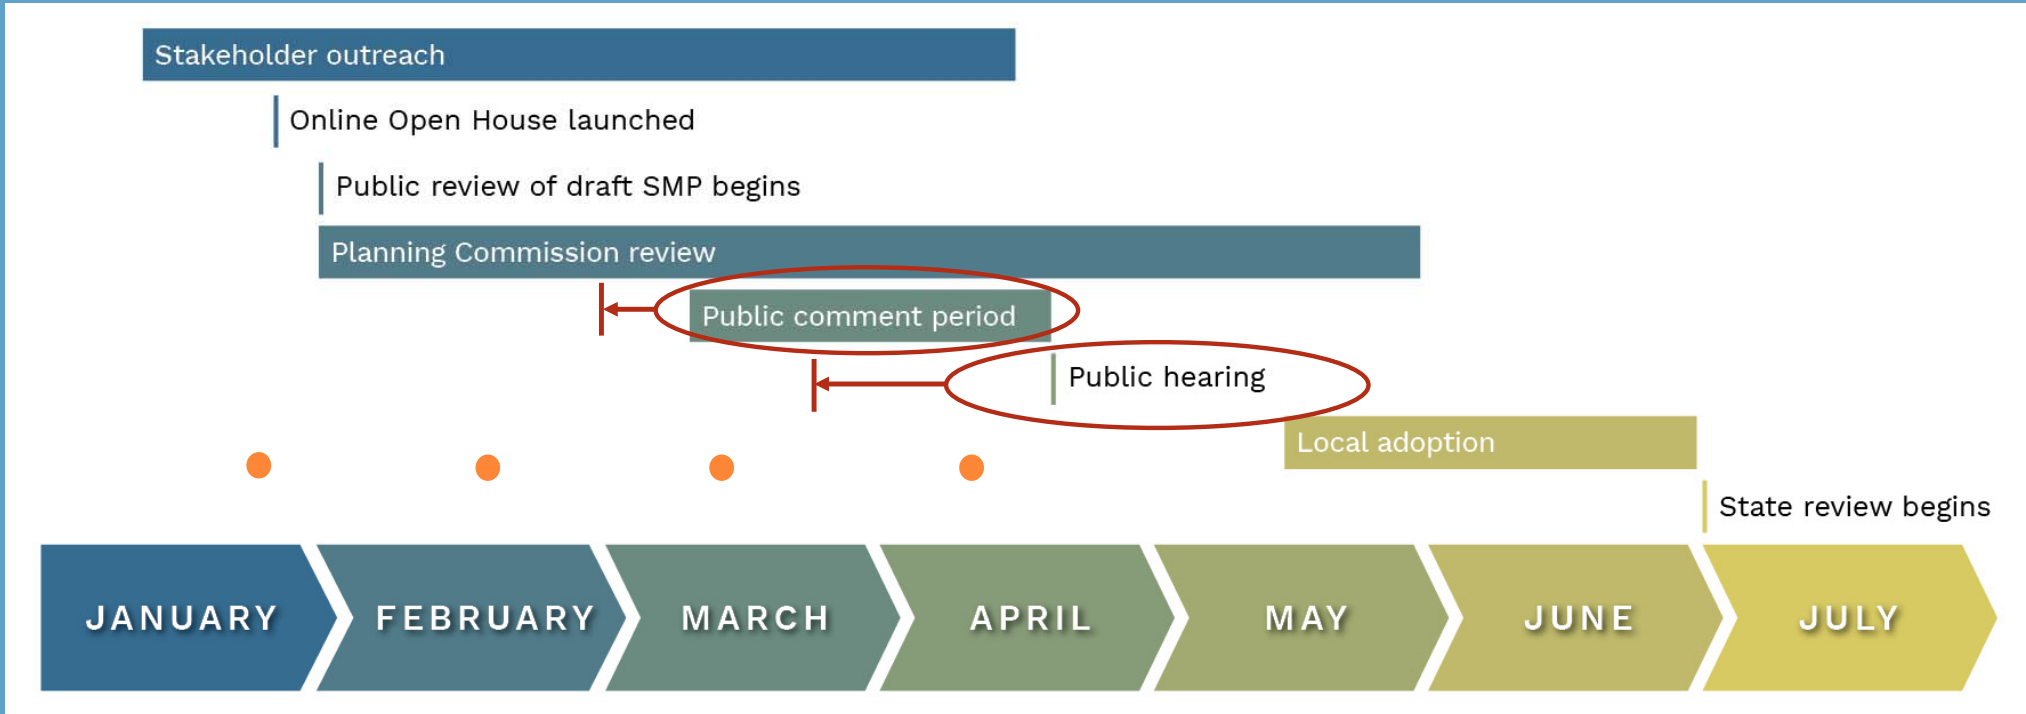 Stakeholder outreach
Online Open House launched
Public review of draft SMP begins
Planning Commission review
Public comment period
Public hearing
Local adoption
State review begins
JANUARY
FEBRUARY
MARCH
APRIL
MAY
JUNE
JULY